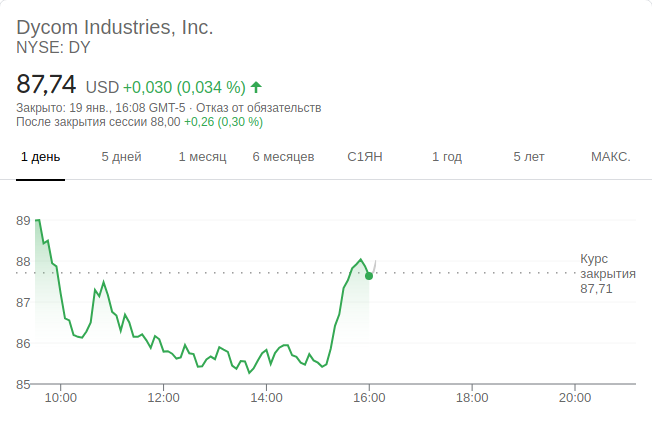 Dycom Industries, Inc.
NYSE: DY
87,74 USD +0,030 (0,034 %)
Закрыто: 19 янв., 16:08 GMT-5 · Отказ от обязательств
После закрытия сессии 88,00 +0,26 (0,30 %)
1 день 5 дней 1 месяц 6 месяцев С1ЯН 1 год 5 лет МАКС.
89
88
87
86
85
Курс
закрытия
87,71
10:00 12:00 14:00 16:00 18:00 20:00